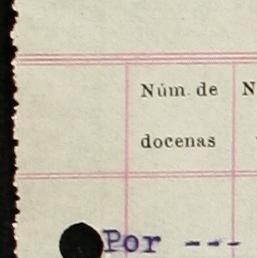 Núm. de N
docenas
Por ---